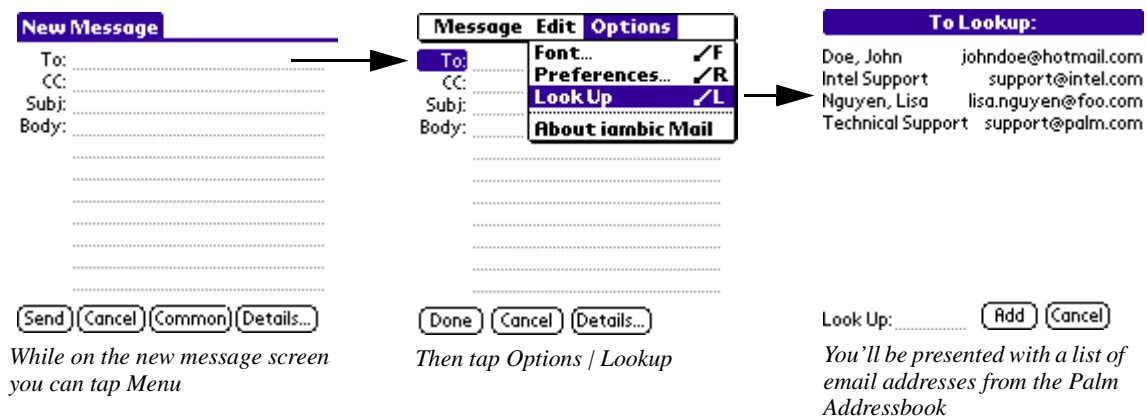 New Message
To:
CC:
Subj:
Body:
Send Cancel Common Details...
While on the new message screen
you can tap Menu
Message Edit Options
To:
CC:
Subj:
Body:
Font... /F
Preferences... /R
Look Up /L
About iambic Mail
Done Cancel Details...
Then tap Options | Lookup
To Lookup:
Doe, John johndoe@hotmail.com
Intel Support support@intel.com
Nguyen, Lisa lisa.nguyen@foo.com
Technical Support support@palm.com
Look Up: Add Cancel
You'll be presented with a list of
email addresses from the Palm
Addressbook